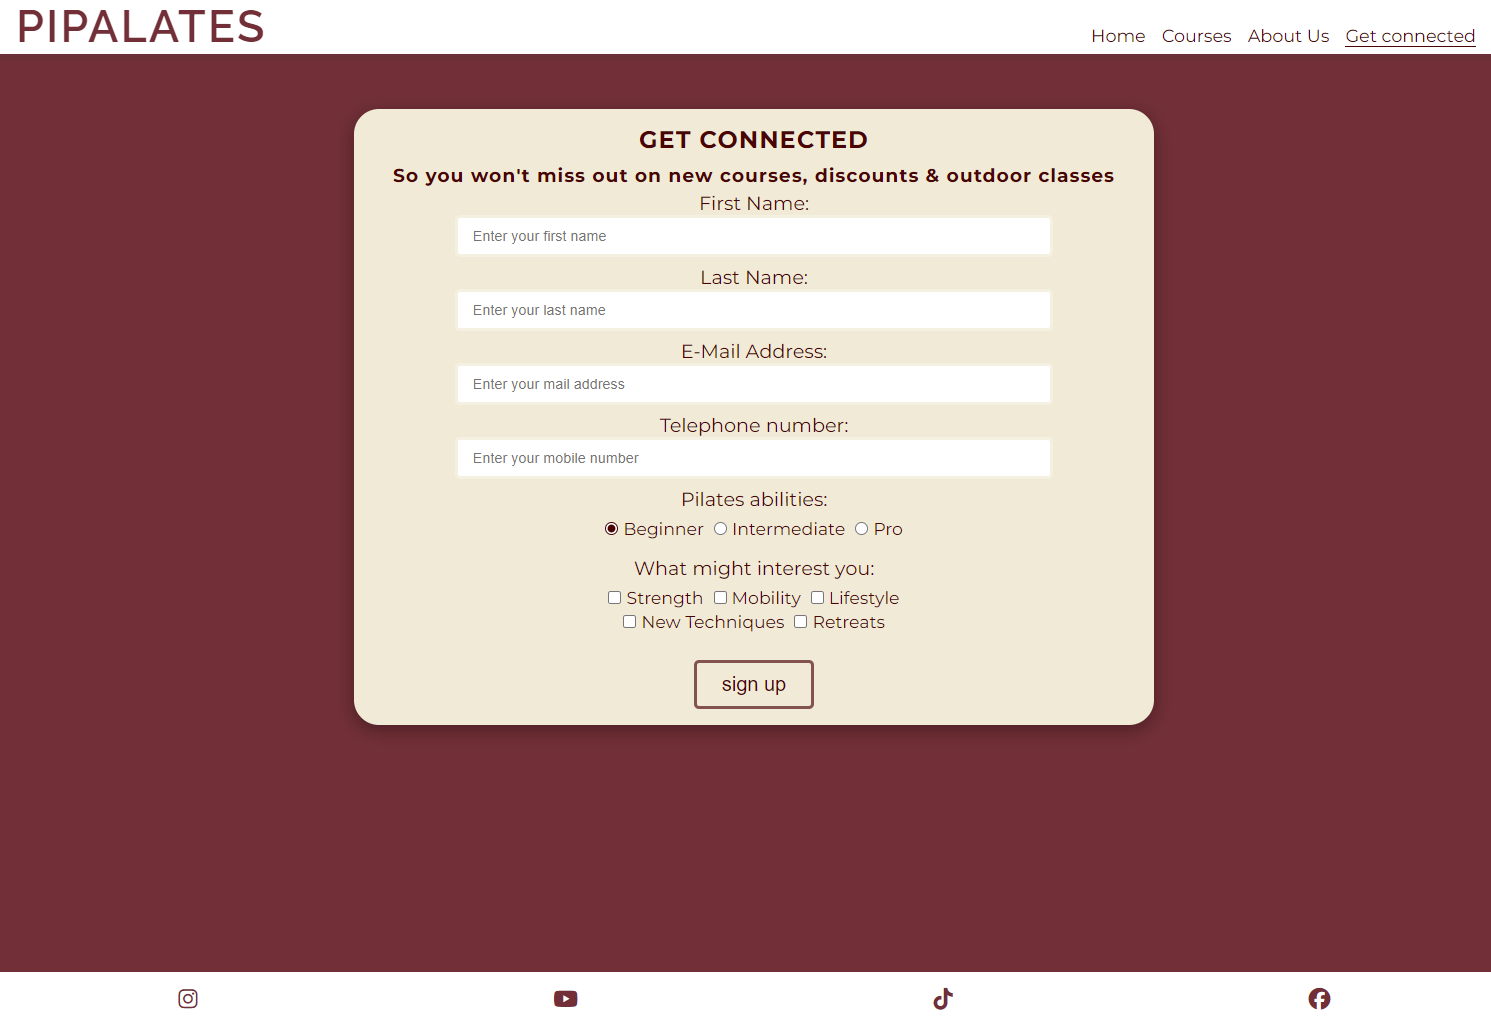 PIPALATES
Home Courses About Us Get connected
GET CONNECTED
So you won't miss out on new courses, discounts & outdoor classes
First Name:
Enter your first name
Last Name:
Enter your last name
E-Mail Address:
Enter your mail address
Telephone number:
Enter your mobile number
Pilates abilities:
Beginner Intermediate Pro
What might interest you:
Strength Mobility Lifestyle
New Techniques Retreats
sign up